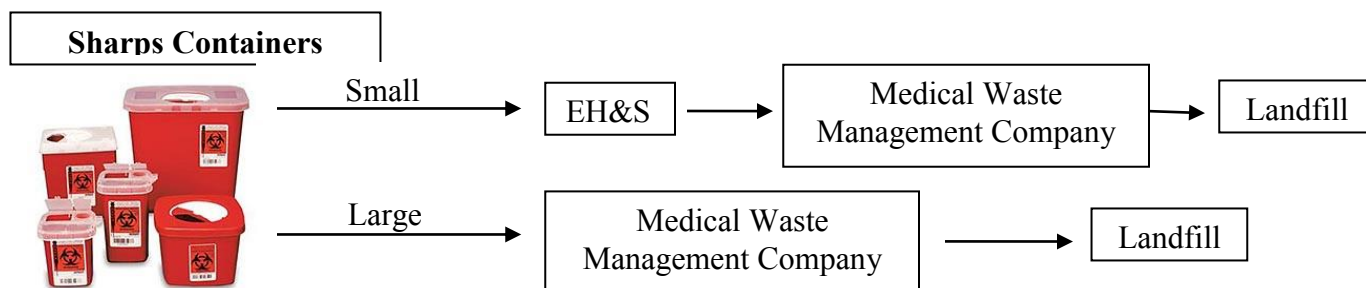 Sharps Containers
Small
EH&S
Medical Waste
Management Company
Landfill
Large
Medical Waste
Management Company
Landfill